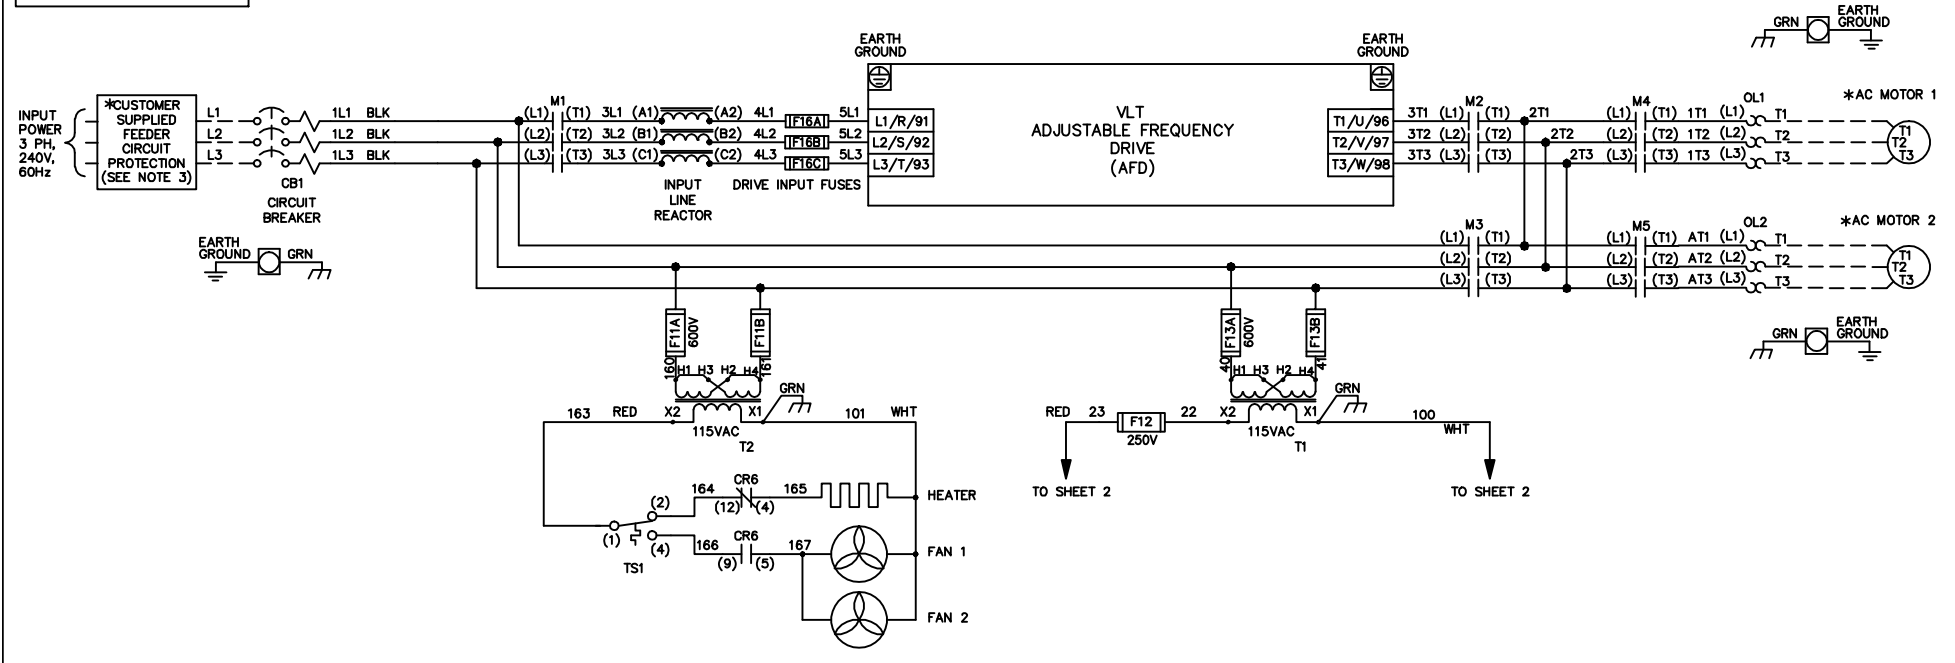 EARTH
GROUND
GRN
INPUT
POWER
3 PH,
240V,
60Hz
*CUSTOMER
SUPPLIED
FEEDER
CIRCUIT
PROTECTION
(SEE NOTE 3)
L1
L2
L3
CB1
CIRCUIT
BREAKER
1L1 BLK
1L2 BLK
1L3 BLK
EARTH
GROUND
GRN
M1
(L1) (T1) 3L1 (A1) (A2) 4L1 F16A 5L1
(L2) (T2) 3L2 (B1) (B2) 4L2 F16B 5L2
(L3) (T3) 3L3 (C1) (C2) 4L3 F16C 5L3
INPUT
LINE
REACTOR
DRIVE INPUT FUSES
EARTH
GROUND
EARTH
GROUND
L1/R/91
L2/S/92
L3/T/93
VLT
ADJUSTABLE FREQUENCY
DRIVE
(AFD)
T1/U/96
T2/V/97
T3/W/98
M2
3T1 (L1) (T1) 2T1
3T2 (L2) (T2) 2T2
3T3 (L3) (T3) 2T3
M4
OL1
(L1) (T1) 1T1 (L1) T1
(L2) (T2) 1T2 (L2) T2
(L3) (T3) 1T3 (L3) T3
*AC MOTOR 1
T1
T2
T3
M3
(L1) (T1)
(L2) (T2)
(L3) (T3)
M5
OL2
(L1) (T1) AT1 (L1) T1
(L2) (T2) AT2 (L2) T2
(L3) (T3) AT3 (L3) T3
*AC MOTOR 2
T1
T2
T3
GRN
EARTH
GROUND
F11A
600V
F11B
160
161
H1 H3 H2 H4
GRN
163 RED X2 X1 101 WHT
115VAC
T2
CR6
164 165
(12) (4)
HEATER
(2)
(1)
(4)
TS1
CR6
166 167
(9) (5)
FAN 1
FAN 2
F13A
600V
F13B
40
41
H1 H3 H2 H4
GRN
RED 23 F12 22 X2 X1 100
WHT
250V
115VAC
T1
TO SHEET 2
TO SHEET 2